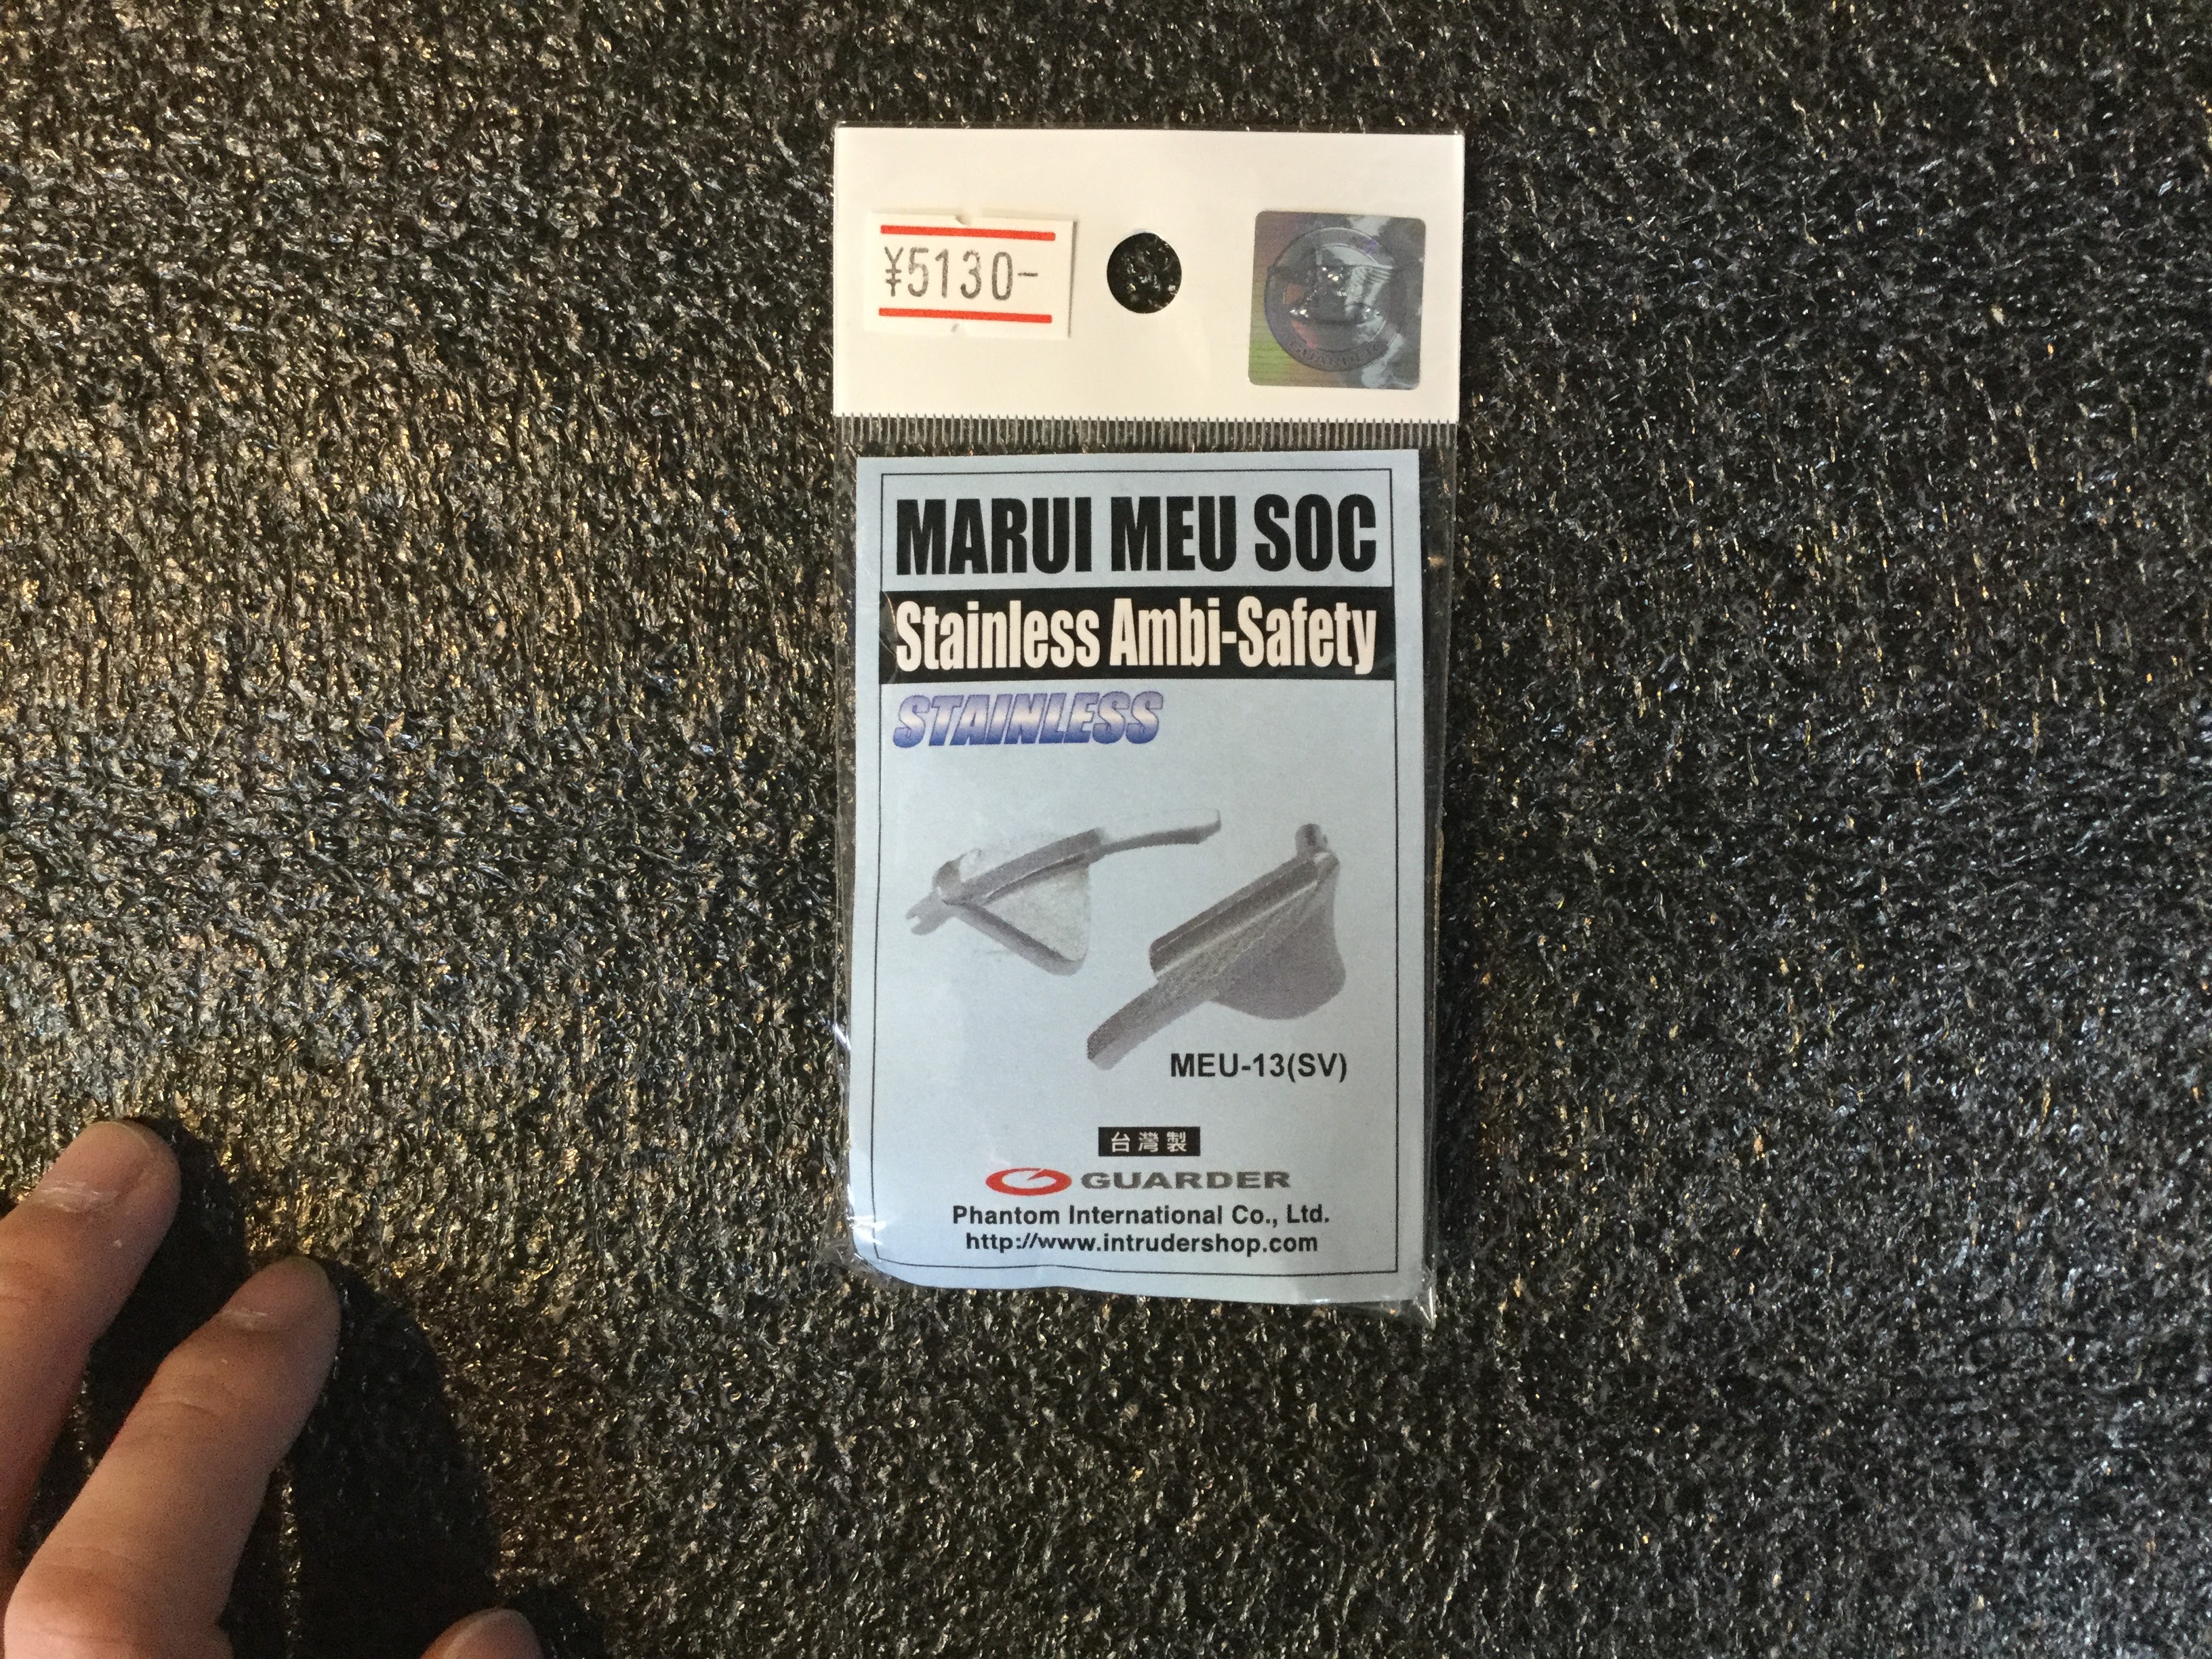 ¥5130-
GUARDER
MARUI MEU SOC
Stainless Ambi-Safety
STAINLESS
MEU-13(SV)
台灣製
GUARDER
Phantom International Co., Ltd.
http://www.intrudershop.com